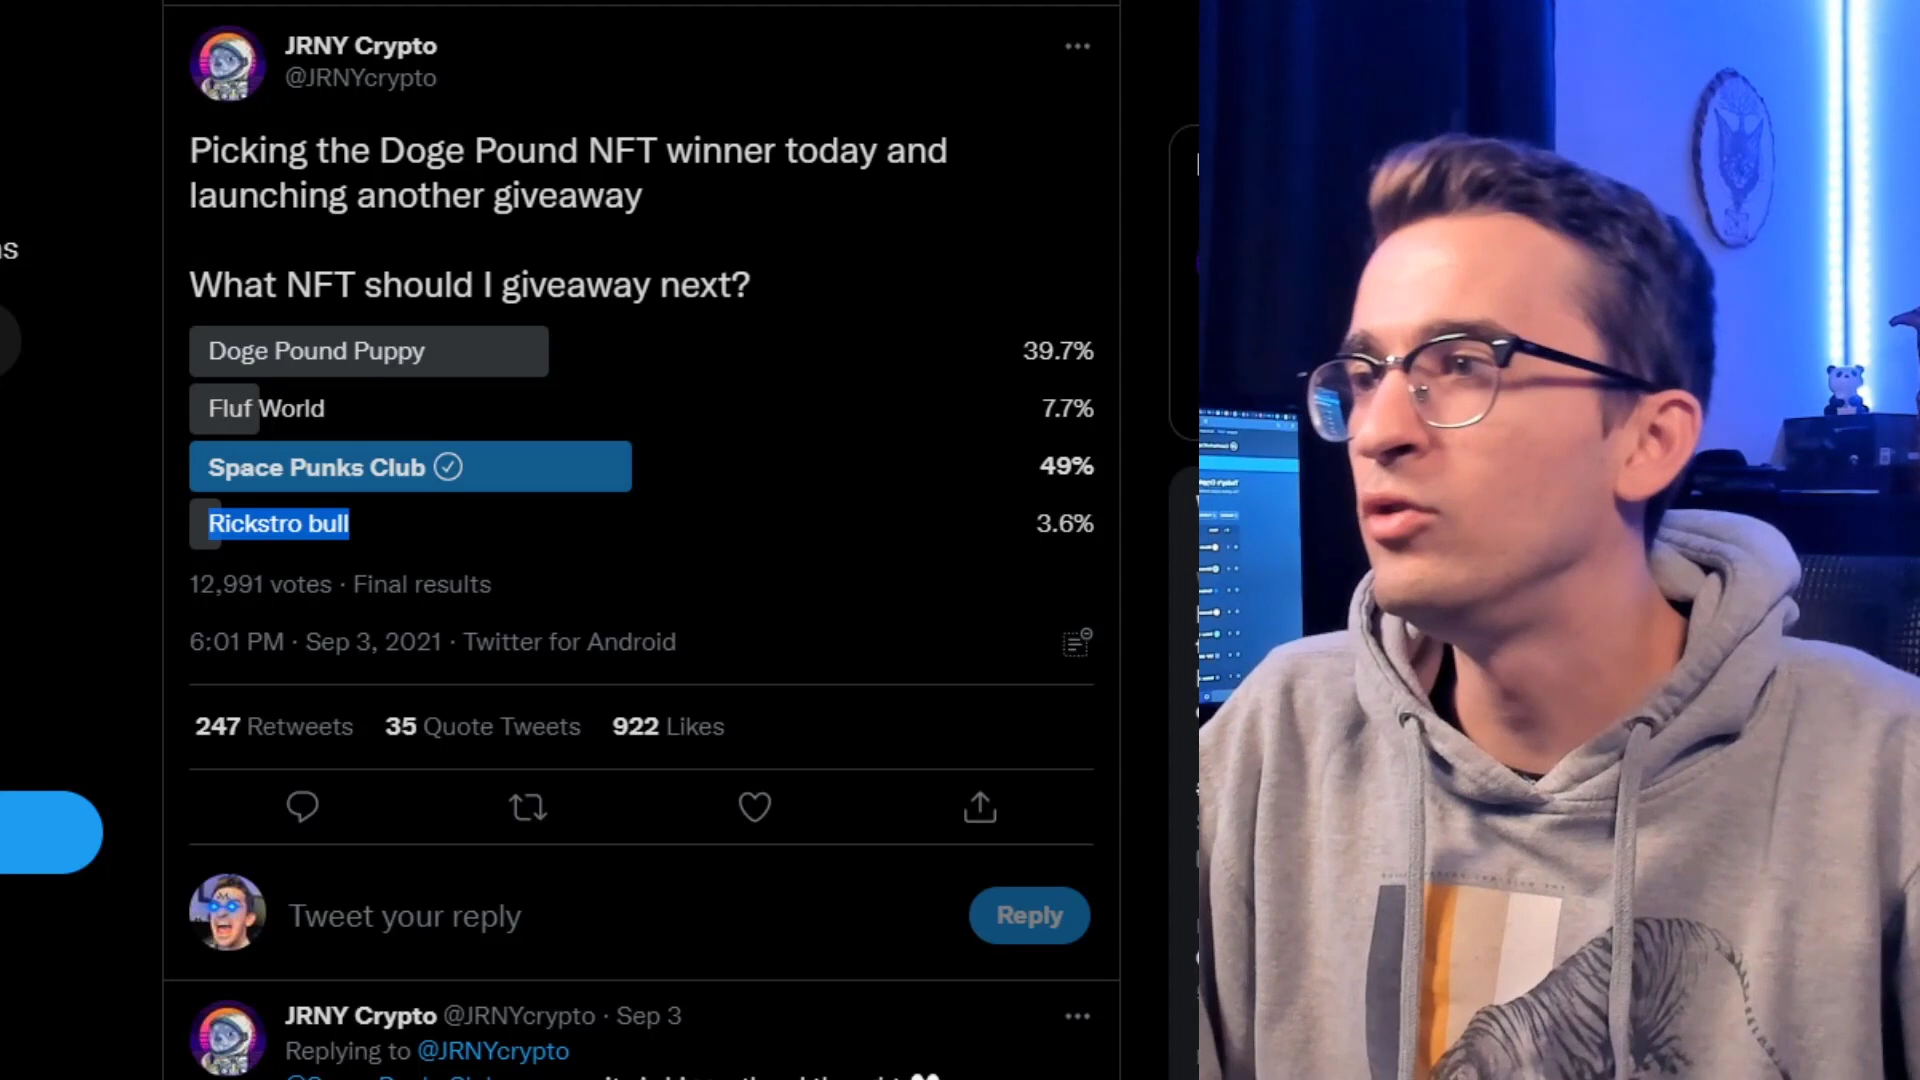 JRNY Crypto
@JRNYcrypto
Picking the Doge Pound NFT winner today and
launching another giveaway
What NFT should I giveaway next?
Doge Pound Puppy 39.7%
Fluf World 7.7%
Space Punks Club 49%
Rickstro bull 3.6%
12,991 votes · Final results
6:01 PM · Sep 3, 2021 · Twitter for Android
247 Retweets 35 Quote Tweets 922 Likes
Tweet your reply
Reply
JRNY Crypto @JRNYcrypto · Sep 3
Replying to @JRNYcrypto